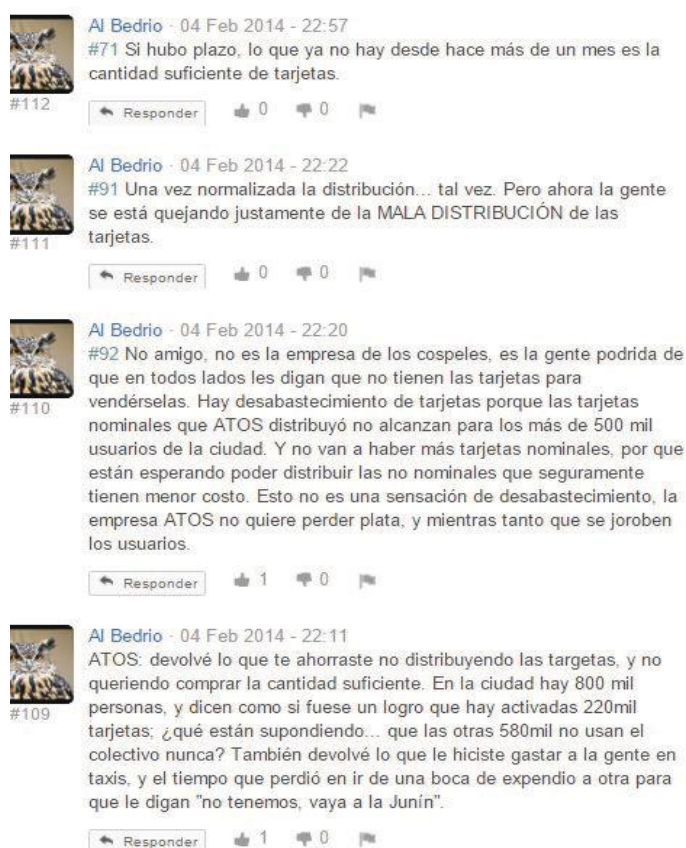 Al Bedrio · 04 Feb 2014 - 22:57
#71 Si hubo plazo, lo que ya no hay desde hace más de un mes es la
cantidad suficiente de tarjetas.
#112
Responder 0 0
Al Bedrio · 04 Feb 2014 - 22:22
#91 Una vez normalizada la distribución... tal vez. Pero ahora la gente
se está quejando justamente de la MALA DISTRIBUCIÓN de las
tarjetas.
#111
Responder 0 0
Al Bedrio · 04 Feb 2014 - 22:20
#92 No amigo, no es la empresa de los cospeles, es la gente podrida de
que en todos lados les digan que no tienen las tarjetas para
vendérselas. Hay desabastecimiento de tarjetas porque las tarjetas
#110
nominales que ATOS distribuyó no alcanzan para los más de 500 mil
usuarios de la ciudad. Y no van a haber más tarjetas nominales, por que
están esperando poder distribuir las no nominales que seguramente
tienen menor costo. Esto no es una sensación de desabastecimiento, la
empresa ATOS no quiere perder plata, y mientras tanto que se joroben
los usuarios.
Responder 1 0
Al Bedrio · 04 Feb 2014 - 22:11
ATOS: devolvé lo que te ahorraste no distribuyendo las targetas, y no
queriendo comprar la cantidad suficiente. En la ciudad hay 800 mil
personas, y dicen como si fuese un logro que hay activadas 220mil
#109
tarjetas; ¿qué están supondiendo... que las otras 580mil no usan el
colectivo nunca? También devolvé lo que le hiciste gastar a la gente en
taxis, y el tiempo que perdió en ir de una boca de expendio a otra para
que le digan "no tenemos, vaya a la Junín".
Responder 1 0